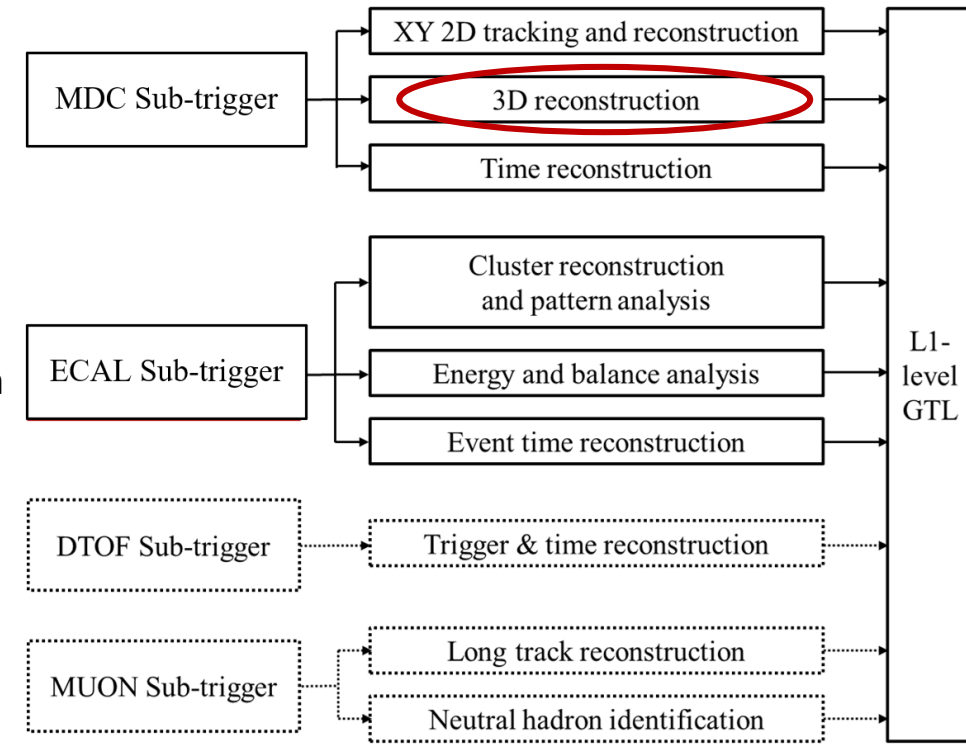 XY 2D tracking and reconstruction
MDC Sub-trigger
3D reconstruction
Time reconstruction
Cluster reconstruction
and pattern analysis
ECAL Sub-trigger
Energy and balance analysis
Event time reconstruction
L1-
level
GTL
DTOF Sub-trigger
Trigger & time reconstruction
MUON Sub-trigger
Long track reconstruction
Neutral hadron identification